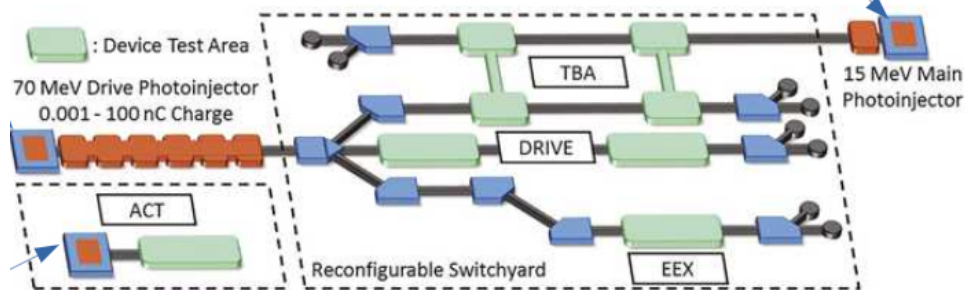 : Device Test Area
70 MeV Drive Photoinjector
0.001 - 100 nC Charge
TBA
15 MeV Main
Photoinjector
DRIVE
ACT
Reconfigurable Switchyard
EEX